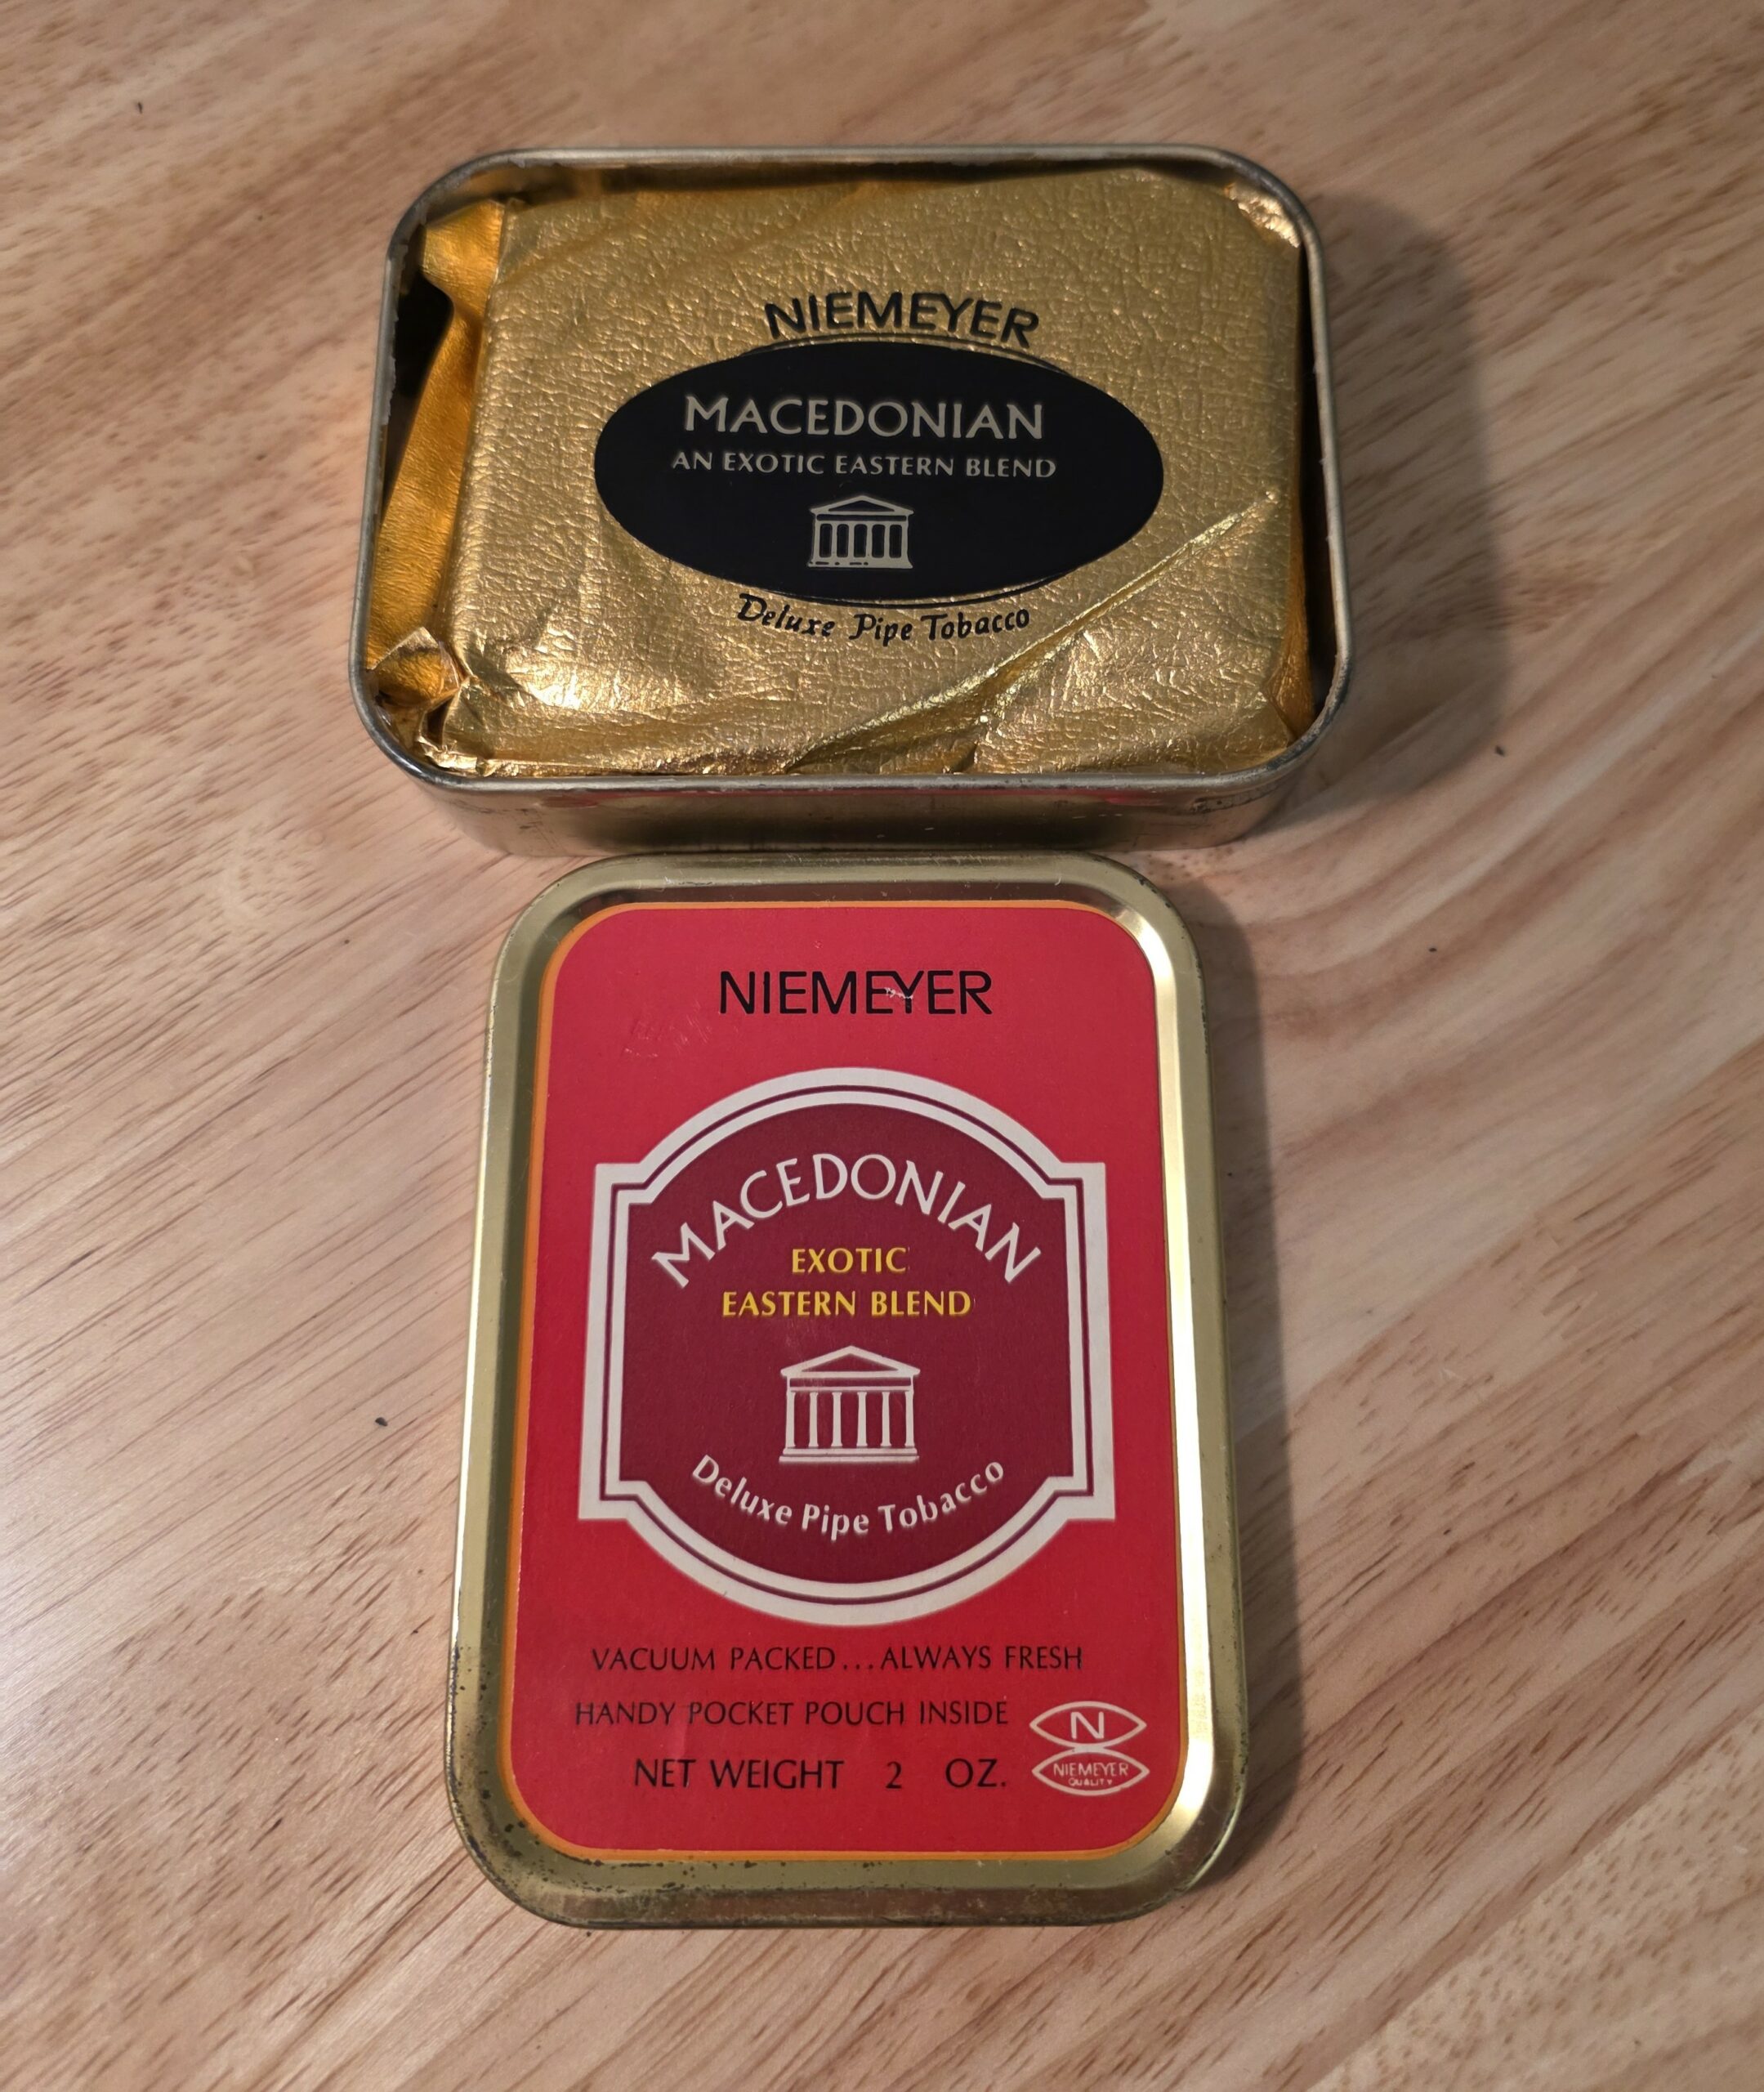 NIEMEYER
MACEDONIAN
AN EXOTIC EASTERN BLEND
Deluxe Pipe Tobacco
NIEMEYER
MACEDONIAN
EXOTIC
EASTERN BLEND
Deluxe Pipe Tobacco
VACUUM PACKED...ALWAYS FRESH
HANDY POCKET POUCH INSIDE
NET WEIGHT 2 OZ.
N
NIEMEYER
QUALITY